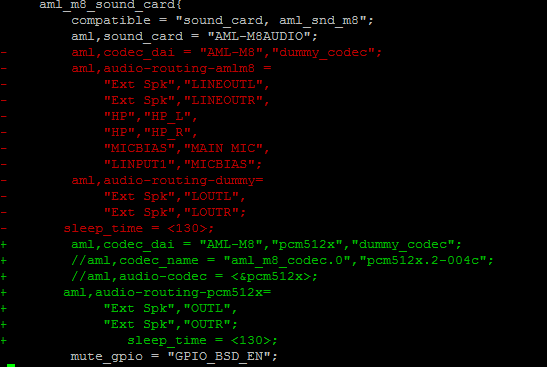 aml_m8_sound_card{
compatible = "sound_card, aml_snd_m8";
aml,sound_card = "AML-M8AUDIO";
- aml,codec_dai = "AML-M8","dummy_codec";
- aml,audio-routing-amlm8 =
- "Ext Spk","LINEOUTL",
- "Ext Spk","LINEOUTR",
- "HP","HP_L",
- "HP","HP_R",
- "MICBIAS","MAIN MIC",
- "LINPUT1","MICBIAS";
- aml,audio-routing-dummy=
- "Ext Spk","LOUTL",
- "Ext Spk","LOUTR";
- sleep_time = <130>;
+ aml,codec_dai = "AML-M8","pcm512x","dummy_codec";
+ //aml,codec_name = "aml_m8_codec.0","pcm512x.2-004c";
+ //aml,audio-codec = <&pcm512x>;
+ aml,audio-routing-pcm512x=
+ "Ext Spk","OUTL",
+ "Ext Spk","OUTR";
+ sleep_time = <130>;
mute_gpio = "GPIO_BSD_EN";